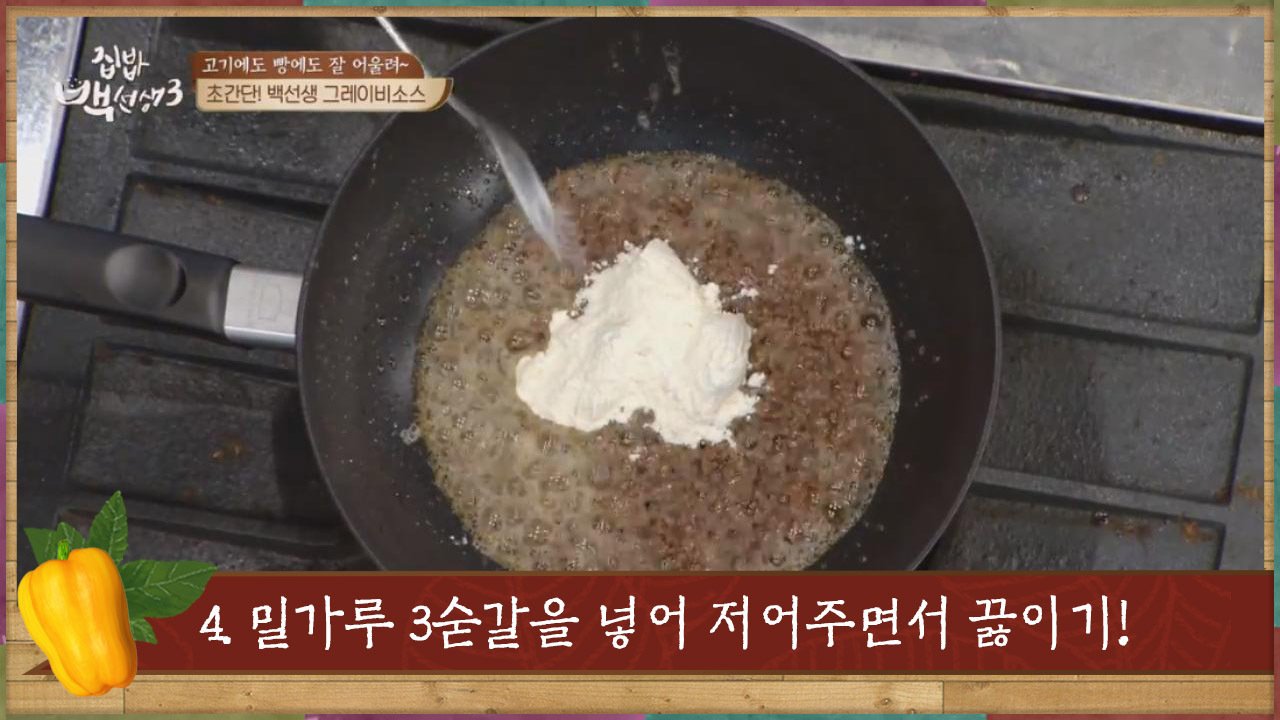 집밥
백선생3
고기에도 빵에도 잘 어울려~
초간단! 백선생 그레이비소스
4. 밀가루 3숟갈을 넣어 저어주면서 끓이기!